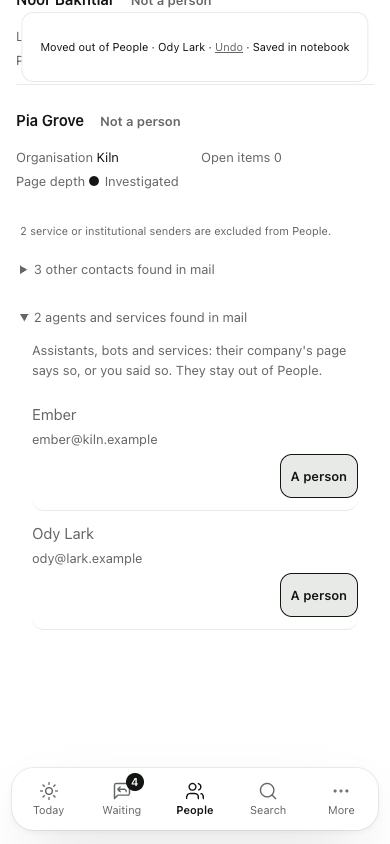 Noor Bakhtiar Not a person
Moved out of People · Ody Lark · Undo · Saved in notebook
Pia Grove Not a person
Organisation Kiln Open items 0
Page depth ● Investigated
2 service or institutional senders are excluded from People.
▶ 3 other contacts found in mail
▼ 2 agents and services found in mail
Assistants, bots and services: their company's page
says so, or you said so. They stay out of People.
Ember
ember@kiln.example
A person
Ody Lark
ody@lark.example
A person
4
Today Waiting People Search More